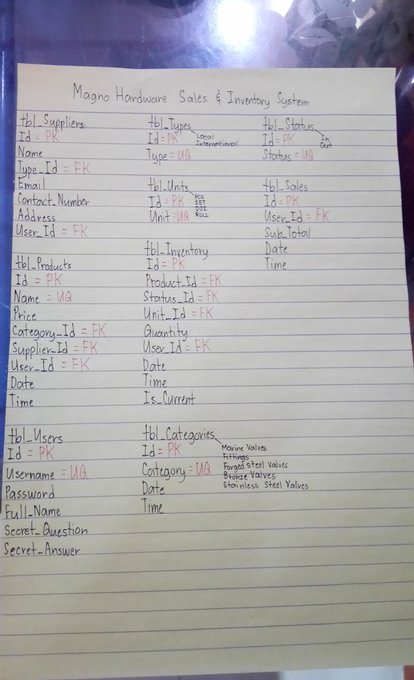 Magno Hardware Sales & Inventory System
tbl_Suppliers
Id = PK
Name
Type_Id = FK
Email
Contact_Number
Address
User_Id = FK
tbl_Types
Id = PK
Type = UQ
Local
International
tbl_Status
Id = PK
Status = UQ
In
Out
tbl_Units
Id = PK
Unit = UQ
PCS
SET
DOZ
ROLL
tbl_Sales
Id = PK
User_Id = FK
Sub_Total
Date
Time
tbl_Products
Id = PK
Name = UQ
Price
Category_Id = FK
Supplier_Id = FK
User_Id = FK
Date
Time
tbl_Inventory
Id = PK
Product_Id = FK
Status_Id = FK
Unit_Id = FK
Quantity
User_Id = FK
Date
Time
Is_Current
tbl_Users
Id = PK
Username = UQ
Password
Full_Name
Secret_Question
Secret_Answer
tbl_Categories
Id = PK
Category = UQ
Date
Time
Marine Valves
Fittings
Forged Steel Valves
Bronze Valves
Stainless Steel Valves